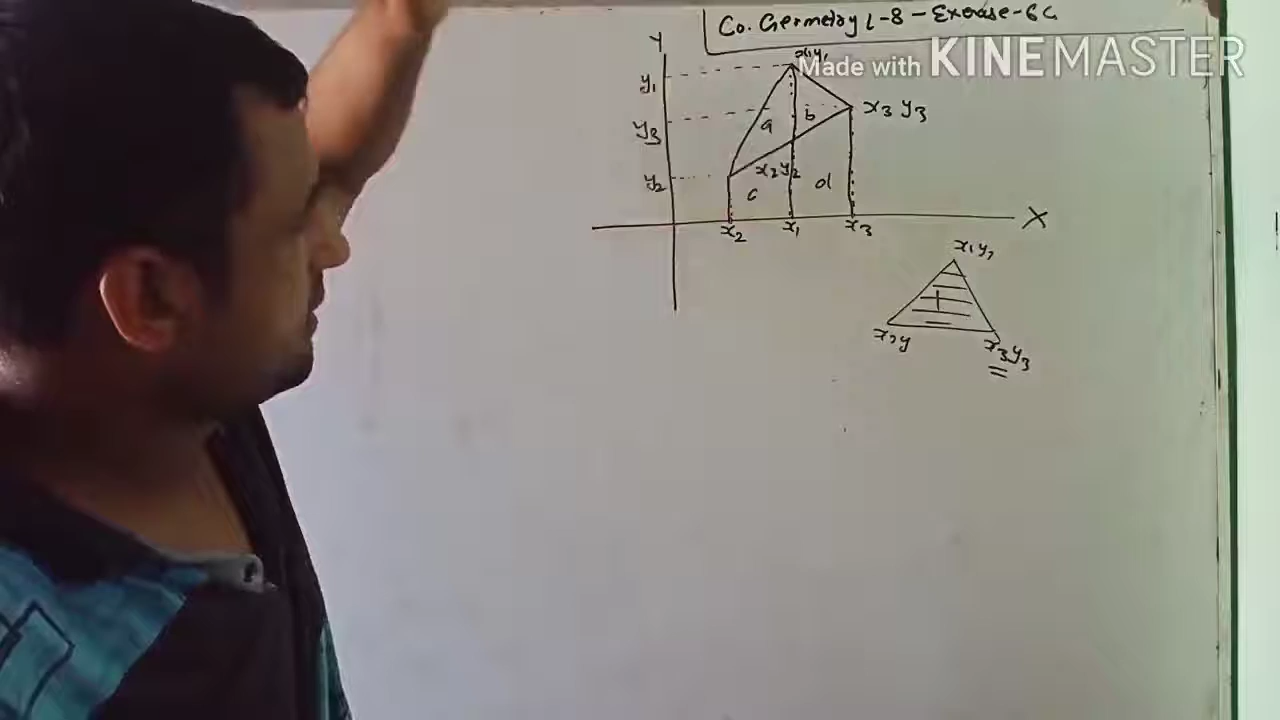 Co. Geometry L-8 - Exercise-6C
Made with KINEMASTER
Y
x₁y₁
y₁
a
b
x₃ y₃
y₃
y₂
x₂y₂
c
d
x₂
x₁
x₃
X
x₁y₁
+
x₂y
x₃y₃